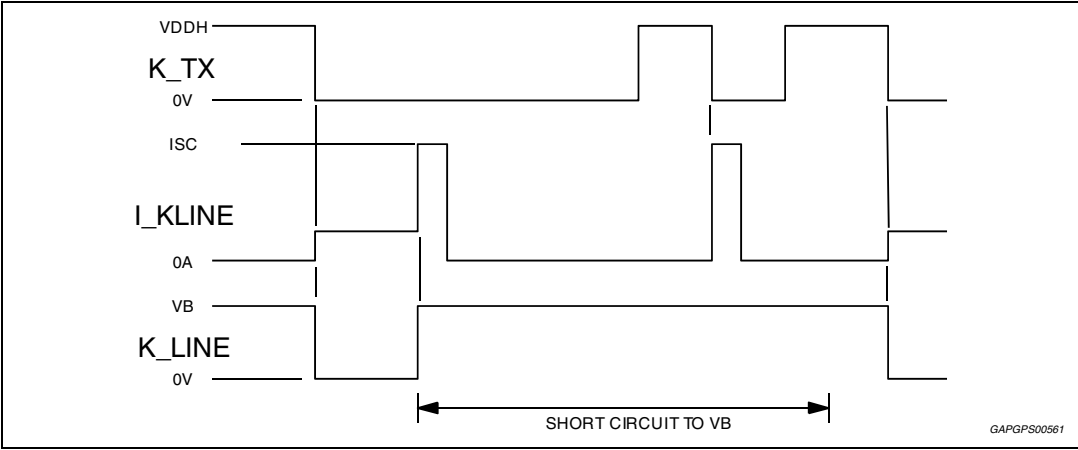 VDDH
K_TX
0V
ISC
I_KLINE
0A
VB
K_LINE
0V
SHORT CIRCUIT TO VB
GAPGPS00561